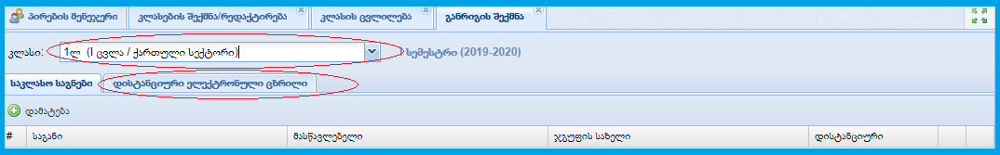 პირების მენეჯერი კლასების შექმნა/რედაქტირება კლასის ცვლილება განრიგის შექმნა
კლასი: 1ლ (I ცვლა / ქართული სექტორი) სემესტრი (2019-2020)
საკლასო საგნები დისტანციური ელექტრონული ცხრილი
დამატება
# საგანი მასწავლებელი ჯგუფის სახელი დისტანციური